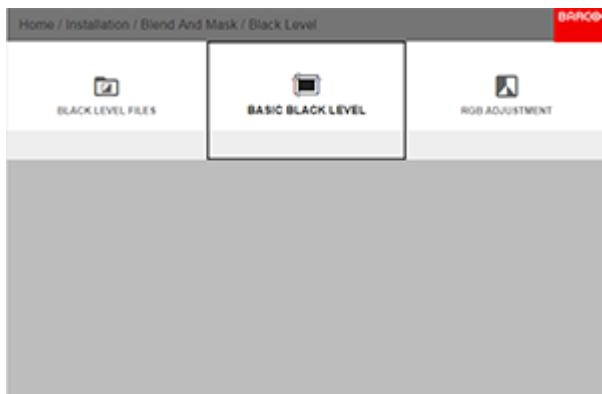 Home / Installation / Blend And Mask / Black Level
BARCO
BLACK LEVEL FILES
BASIC BLACK LEVEL
RGB ADJUSTMENT